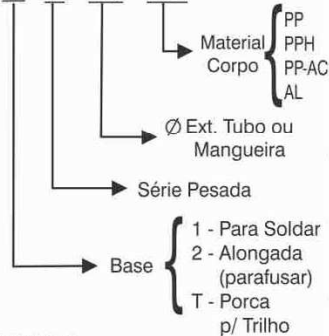 PP
Material PPH
Corpo PP-AC
AL
Ø Ext. Tubo ou
Mangueira
Série Pesada
1 - Para Soldar
Base 2 - Alongada
(parafusar)
T - Porca
p/ Trilho